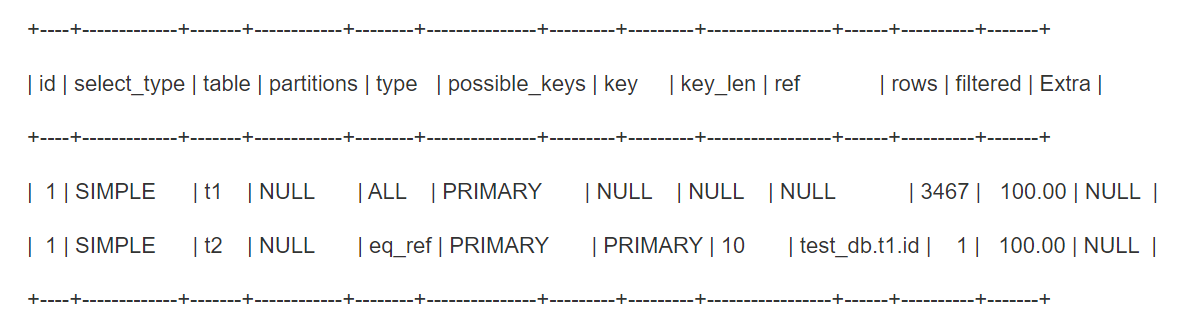 +----+-------------+-------+------------+--------+---------------+---------+---------+-----------------+------+----------+-------+
| id | select_type | table | partitions | type | possible_keys | key | key_len | ref | rows | filtered | Extra |
+----+-------------+-------+------------+--------+---------------+---------+---------+-----------------+------+----------+-------+
| 1 | SIMPLE | t1 | NULL | ALL | PRIMARY | NULL | NULL | NULL | 3467 | 100.00 | NULL |
| 1 | SIMPLE | t2 | NULL | eq_ref | PRIMARY | PRIMARY | 10 | test_db.t1.id | 1 | 100.00 | NULL |
+----+-------------+-------+------------+--------+---------------+---------+---------+-----------------+------+----------+-------+